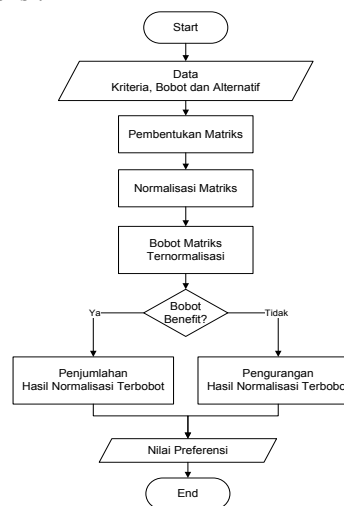 Start
Data
Kriteria, Bobot dan Alternatif
Pembentukan Matriks
Normalisasi Matriks
Bobot Matriks
Ternormalisasi
Bobot
Benefit?
Ya
Tidak
Penjumlahan
Hasil Normalisasi Terbobot
Pengurangan
Hasil Normalisasi Terbobot
Nilai Preferensi
End